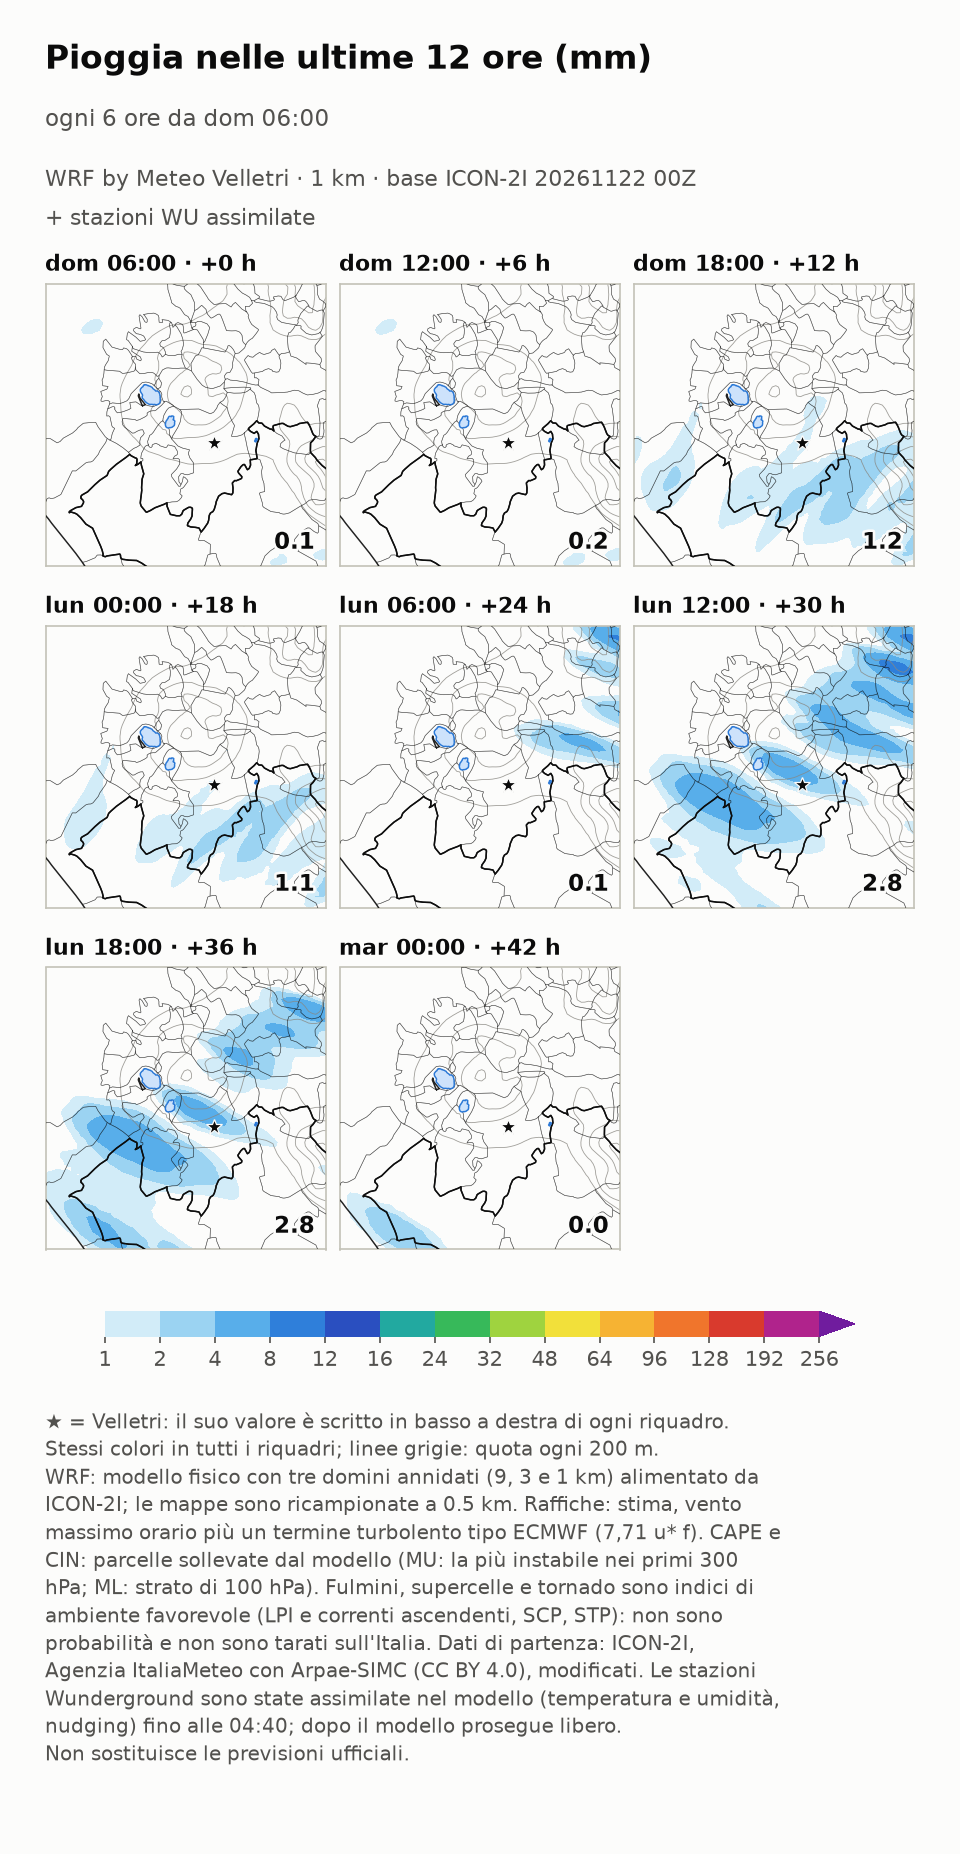 Pioggia nelle ultime 12 ore (mm)
ogni 6 ore da dom 06:00
WRF by Meteo Velletri · 1 km · base ICON-2I 20261122 00Z
+ stazioni WU assimilate
dom 06:00 · +0 h
dom 12:00 · +6 h
dom 18:00 · +12 h
0.1
0.2
1.2
lun 00:00 · +18 h
lun 06:00 · +24 h
lun 12:00 · +30 h
1.1
0.1
2.8
lun 18:00 · +36 h
mar 00:00 · +42 h
2.8
0.0
1 2 4 8 12 16 24 32 48 64 96 128 192 256
★ = Velletri: il suo valore è scritto in basso a destra di ogni riquadro.
Stessi colori in tutti i riquadri; linee grigie: quota ogni 200 m.
WRF: modello fisico con tre domini annidati (9, 3 e 1 km) alimentato da
ICON-2I; le mappe sono ricampionate a 0.5 km. Raffiche: stima, vento
massimo orario più un termine turbolento tipo ECMWF (7,71 u* f). CAPE e
CIN: parcelle sollevate dal modello (MU: la più instabile nei primi 300
hPa; ML: strato di 100 hPa). Fulmini, supercelle e tornado sono indici di
ambiente favorevole (LPI e correnti ascendenti, SCP, STP): non sono
probabilità e non sono tarati sull'Italia. Dati di partenza: ICON-2I,
Agenzia ItaliaMeteo con Arpae-SIMC (CC BY 4.0), modificati. Le stazioni
Wunderground sono state assimilate nel modello (temperatura e umidità,
nudging) fino alle 04:40; dopo il modello prosegue libero.
Non sostituisce le previsioni ufficiali.